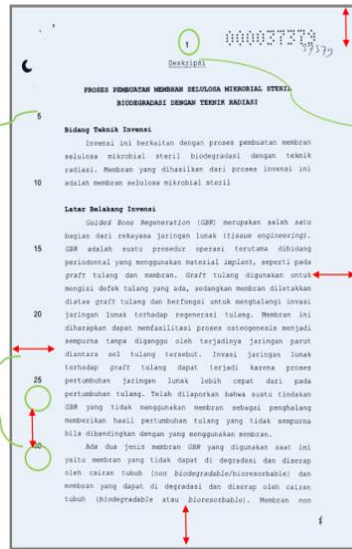 1
000037379
37379
Deskripsi
PROSES PEMBUATAN MEMBRAN SELULOSA MIKROBIAL STERIL
BIODEGRADASI DENGAN TEKNIK RADIASI
5
Bidang Teknik Invensi
Invensi ini berkaitan dengan proses pembuatan membran
selulosa mikrobial steril biodegradasi dengan teknik
radiasi. Membran yang dihasilkan dari proses invensi ini
10 adalah membran selulosa mikrobial steril
Latar Belakang Invensi
Guided Bone Regeneration (GBR) merupakan salah satu
bagian dari rekayasa jaringan lunak (tissue engineering).
15 GBR adalah suatu prosedur operasi terutama dibidang
periodontal yang menggunakan material implant, seperti pada
graft tulang dan membran. Graft tulang digunakan untuk
mengisi defek tulang yang ada, sedangkan membran diletakkan
diatas graft tulang dan berfungsi untuk menghalangi invasi
20 jaringan lunak terhadap regenerasi tulang. Membran ini
diharapkan dapat memfasilitasi proses osteogenesis menjadi
sempurna tanpa diganggu oleh terjadinya jaringan parut
diantara sel tulang tersebut. Invasi jaringan lunak
terhadap graft tulang dapat terjadi karena proses
25 pertumbuhan jaringan lunak lebih cepat dari pada
pertumbuhan tulang. Telah dilaporkan bahwa suatu tindakan
GBR yang tidak menggunakan membran sebagai penghalang
memberikan hasil pertumbuhan tulang yang tidak sempurna
bila dibandingkan dengan yang menggunakan membran.
30 Ada dua jenis membran GBR yang digunakan saat ini
yaitu membran yang tidak dapat di degradasi dan diserap
oleh cairan tubuh (non biodegradable/bioresorbable) dan
membran yang dapat di degradasi dan diserap oleh cairan
tubuh (biodegradable atau bioresorbable). Membran non